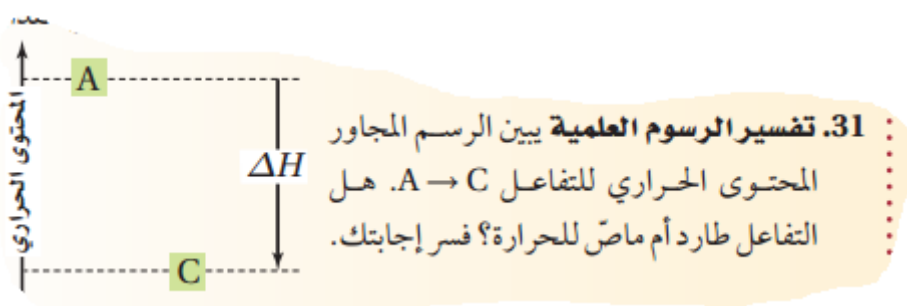 31. تفسير الرسوم العلمية يبين الرسم المجاور
المحتوى الحراري للتفاعل A → C. هل
التفاعل طارد أم ماصّ للحرارة؟ فسر إجابتك.
المحتوى الحراري
A
ΔH
C